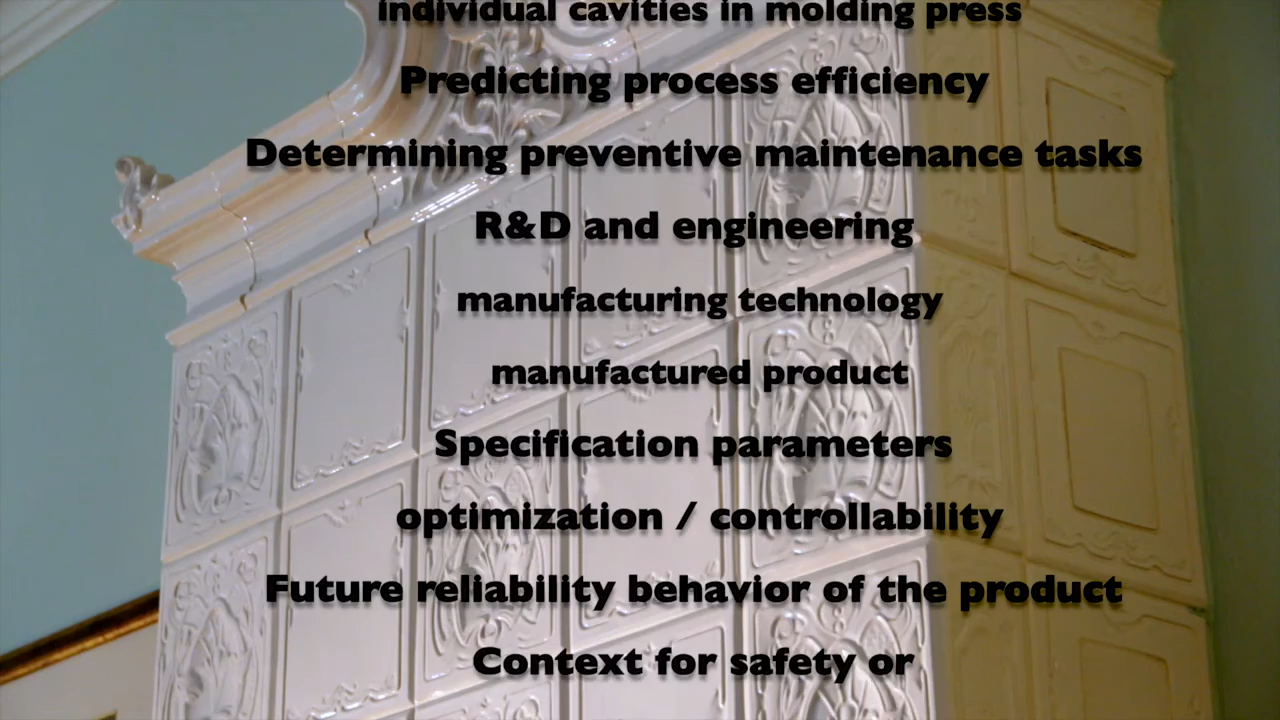 individual cavities in molding press
Predicting process efficiency
Determining preventive maintenance tasks
R&D and engineering
manufacturing technology
manufactured product
Specification parameters
optimization / controllability
Future reliability behavior of the product
Context for safety or